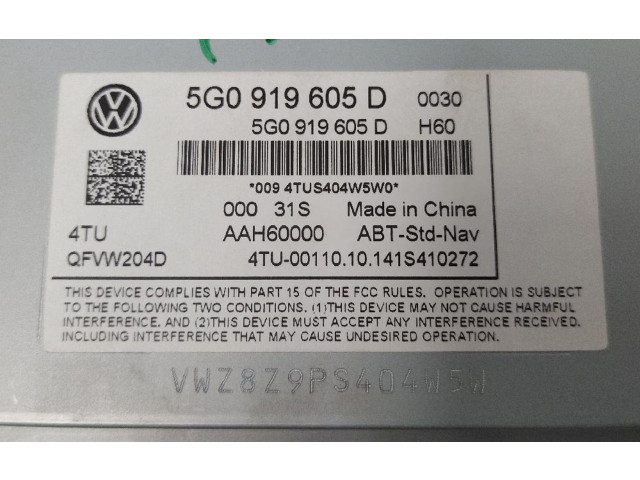 5G0 919 605 D 0030
5G0 919 605 D H60
*009 4TUS404W5W0*
000 31S Made in China
4TU AAH60000 ABT-Std-Nav
QFVW204D 4TU-00110.10.141S410272
THIS DEVICE COMPLIES WITH PART 15 OF THE FCC RULES. OPERATION IS SUBJECT
TO THE FOLLOWING TWO CONDITIONS. (1)THIS DEVICE MAY NOT CAUSE HARMFUL
INTERFERENCE. AND (2)THIS DEVICE MUST ACCEPT ANY INTERFERENCE RECEIVED.
INCLUDING INTERFERENCE THAT MAY CAUSE UNDESIRED OPERATION.
VWZ8Z9PS404W5W